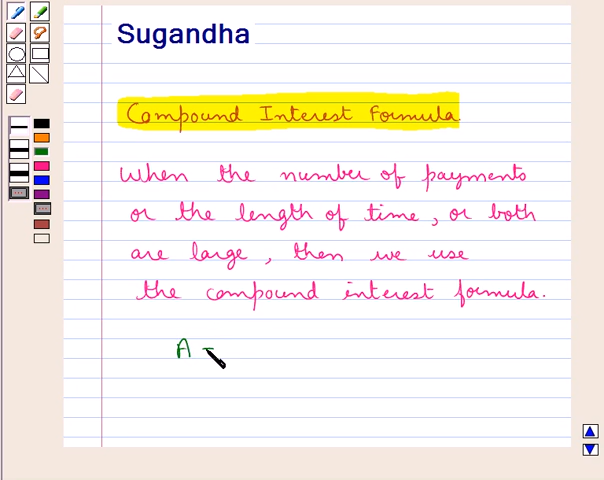 Sugandha
Compound Interest Formula.
When the number of payments
or the length of time, or both
are large, then we use
the compound interest formula.
A -